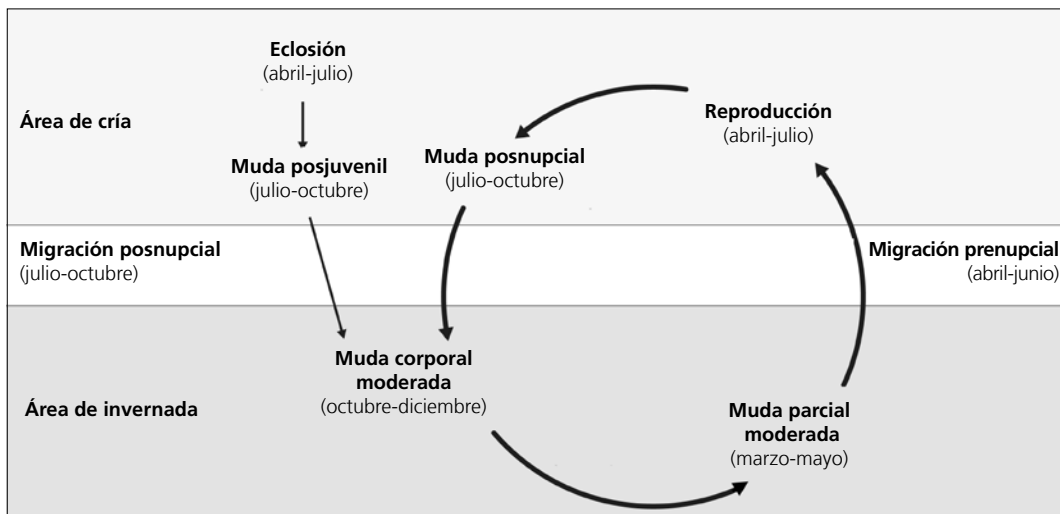 Eclosión
(abril-julio)
Área de cría
Muda posjuvenil
(julio-octubre)
Muda posnupcial
(julio-octubre)
Reproducción
(abril-julio)
Migración posnupcial
(julio-octubre)
Migración prenupcial
(abril-junio)
Área de invernada
Muda corporal
moderada
(octubre-diciembre)
Muda parcial
moderada
(marzo-mayo)